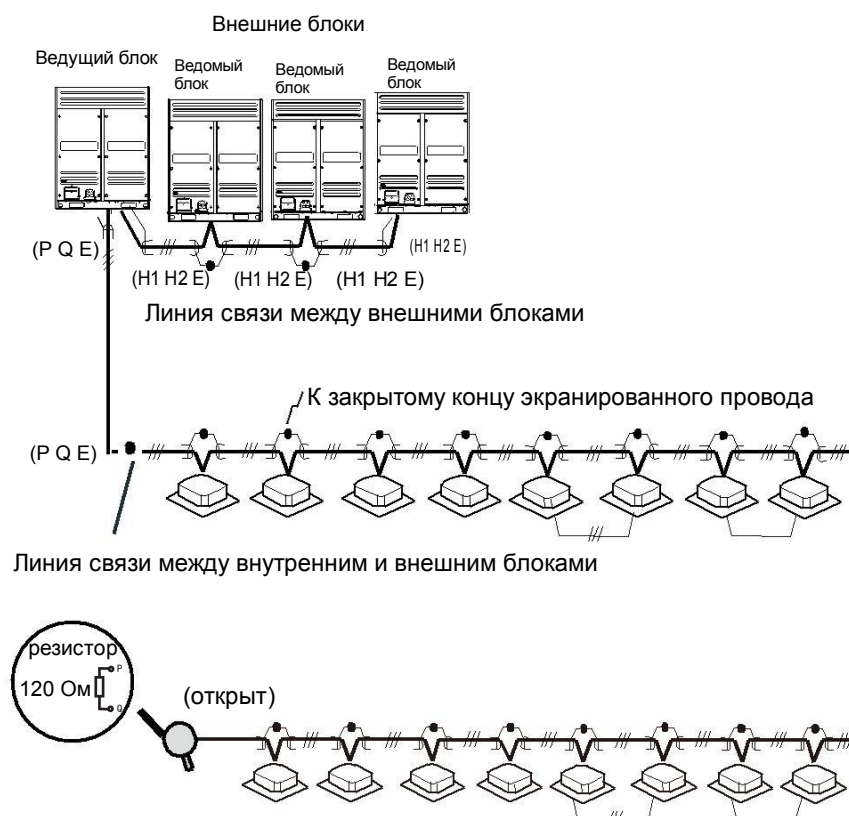 Внешние блоки
Ведущий блок
Ведомый
блок
Ведомый
блок
Ведомый
блок
(P Q E)
(H1 H2 E)
(H1 H2 E)
(H1 H2 E)
(H1 H2 E)
Линия связи между внешними блоками
К закрытому концу экранированного провода
(P Q E)
Линия связи между внутренним и внешним блоками
резистор
P
120 Ом
Q
(открыт)